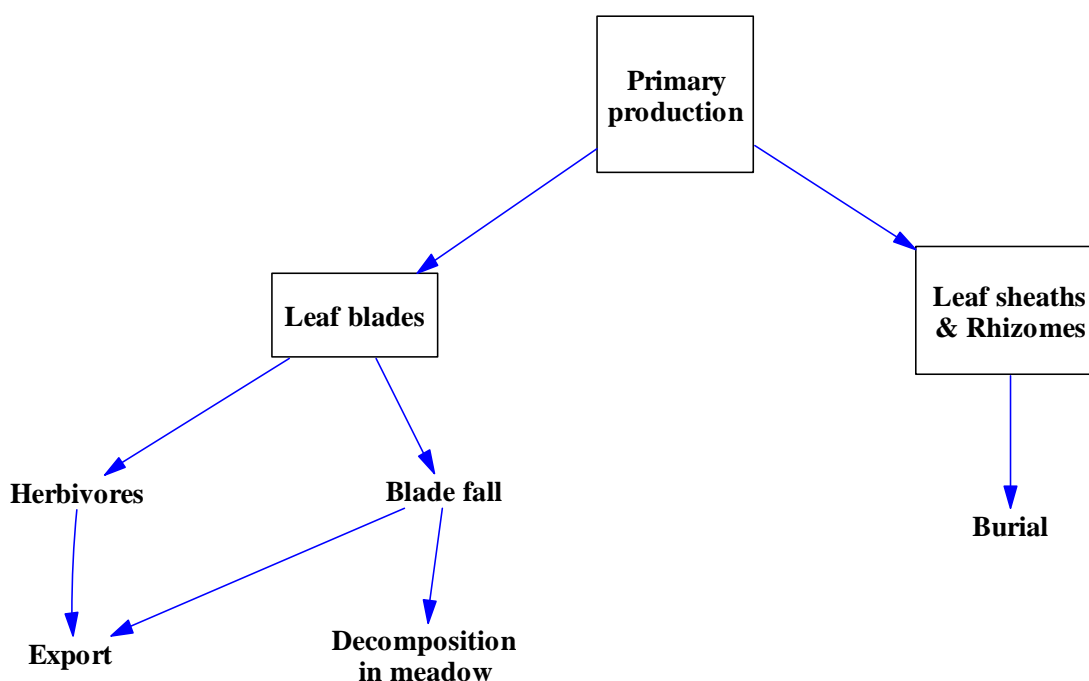 Primary
production
Leaf blades
Leaf sheaths
& Rhizomes
Herbivores
Blade fall
Burial
Export
Decomposition
in meadow